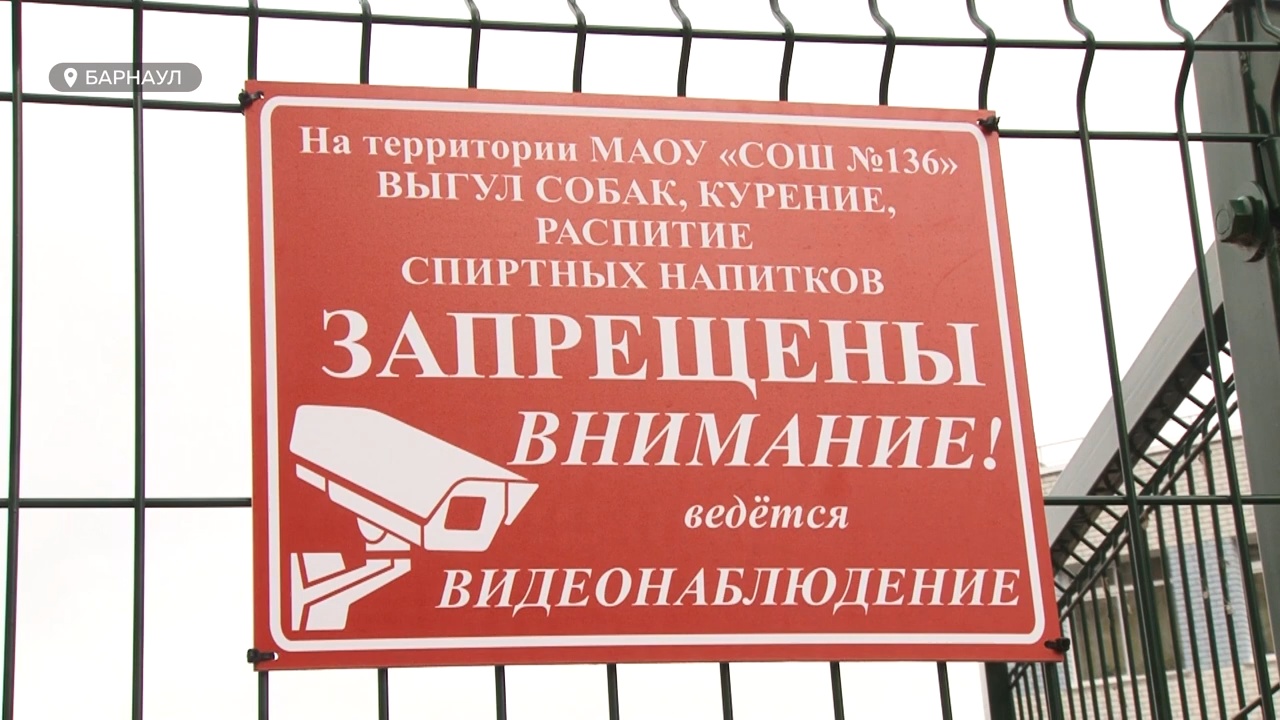 БАРНАУЛ
На территории МАОУ «СОШ №136»
ВЫГУЛ СОБАК, КУРЕНИЕ,
РАСПИТИЕ
СПИРТНЫХ НАПИТКОВ
ЗАПРЕЩЕНЫ
ВНИМАНИЕ!
ведётся
ВИДЕОНАБЛЮДЕНИЕ